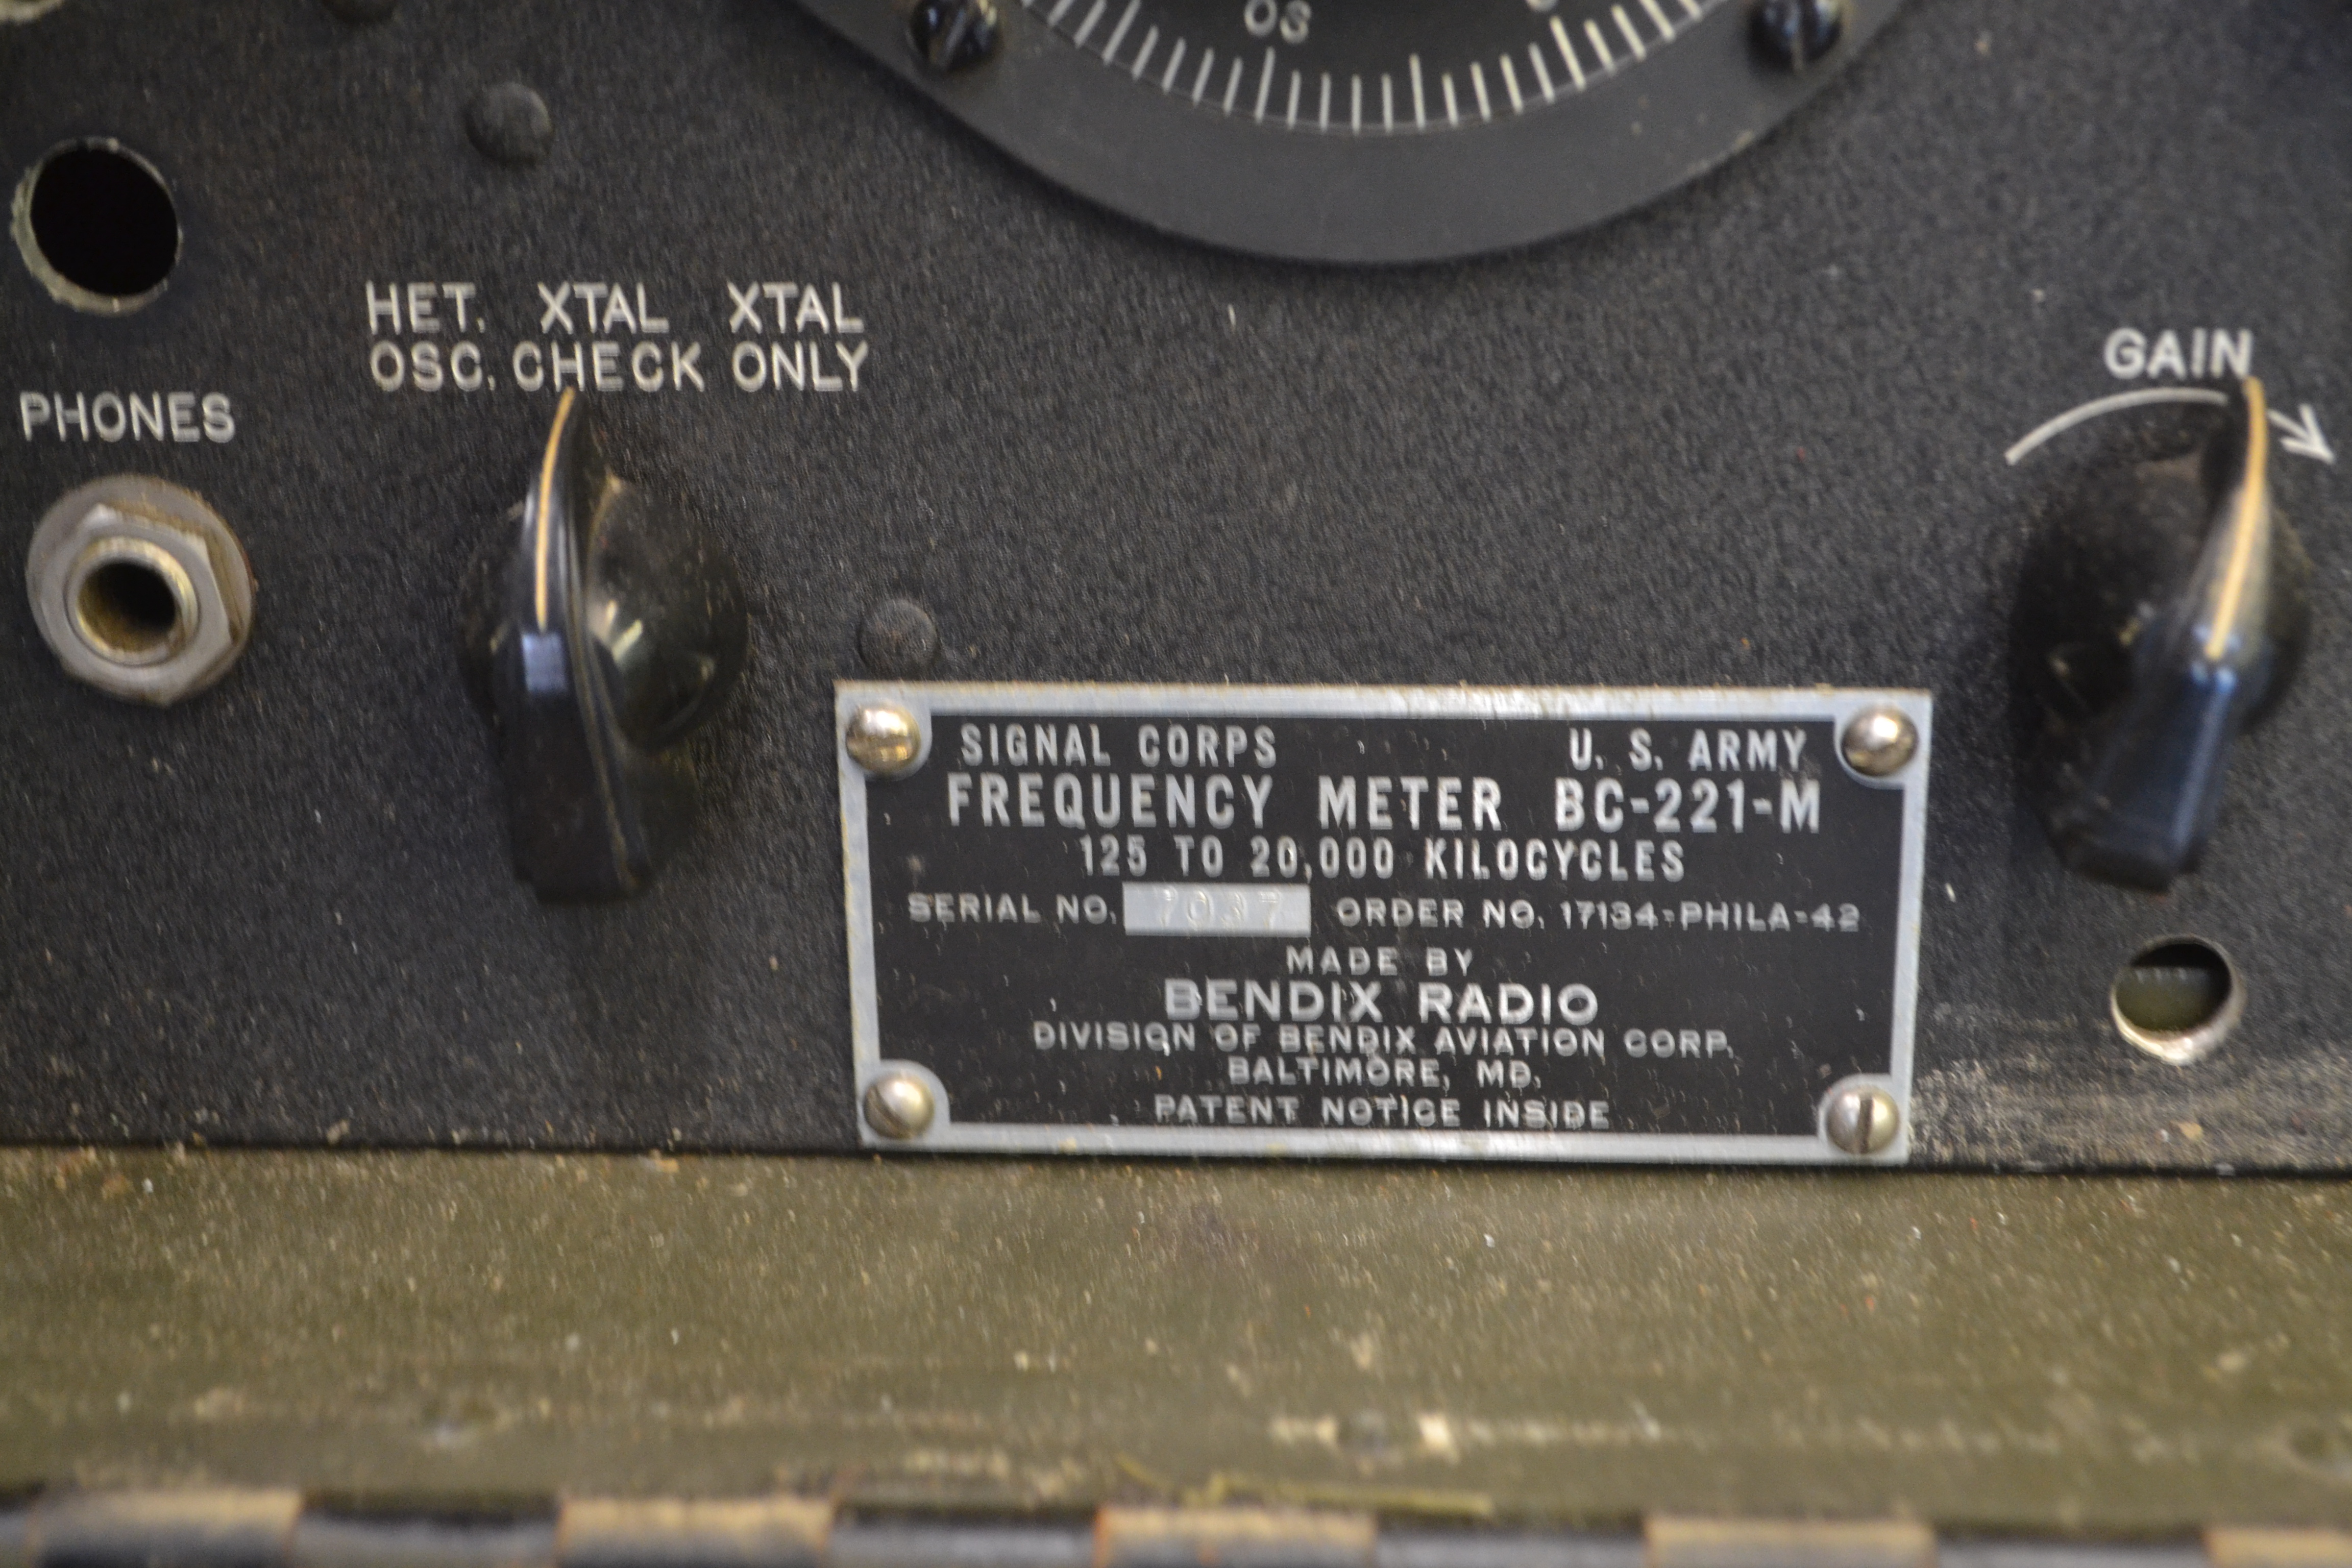 HET. XTAL XTAL
OSC. CHECK ONLY
PHONES
GAIN
SIGNAL CORPS U. S. ARMY
FREQUENCY METER BC-221-M
125 TO 20,000 KILOCYCLES
SERIAL NO. ORDER NO. 17134-PHILA-42
MADE BY
BENDIX RADIO
DIVISION OF BENDIX AVIATION CORP.
BALTIMORE, MD.
PATENT NOTICE INSIDE